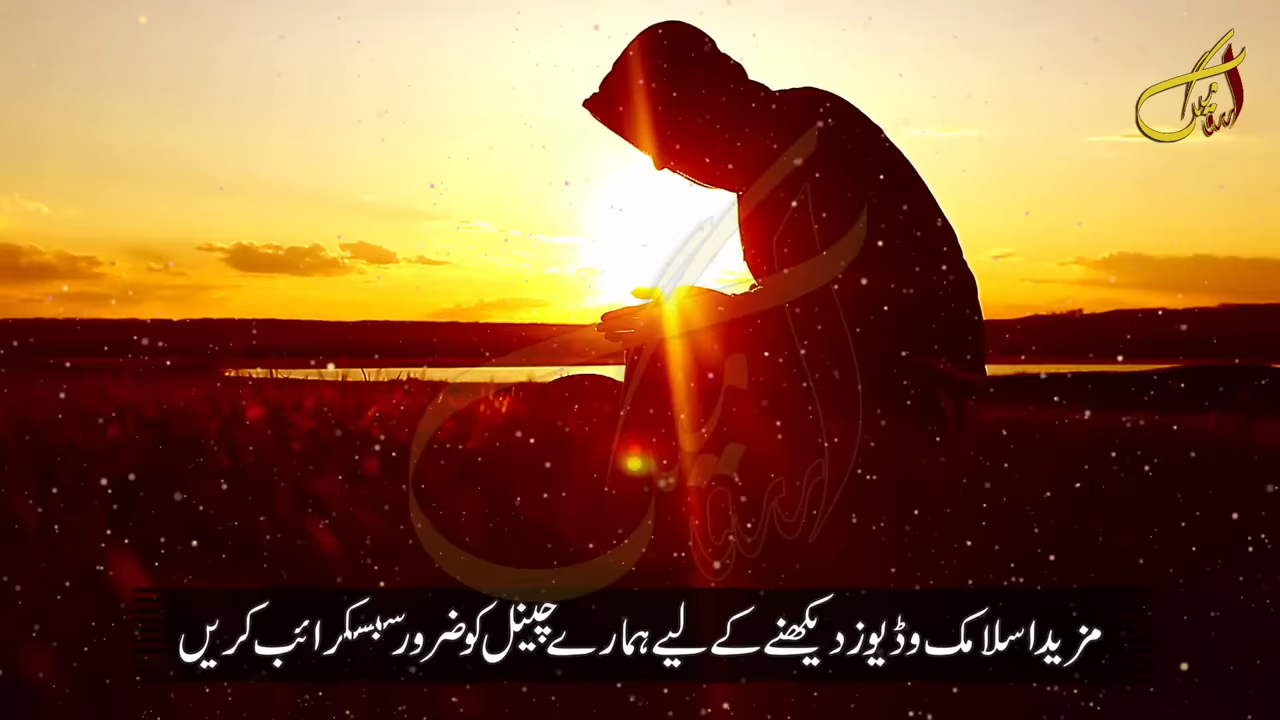 مزید اسلامک وڈیوز دیکھنے کے لیے ہمارے چینل کو ضرور سبسکرائب کریں